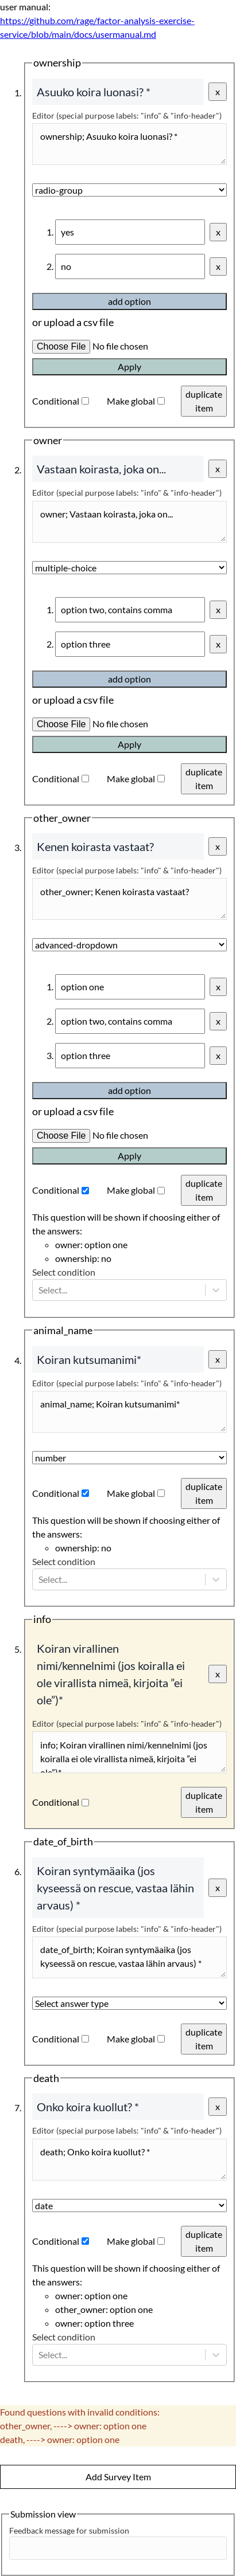 user manual:
https://github.com/rage/factor-analysis-exercise-
service/blob/main/docs/usermanual.md
ownership
1.
Asuuko koira luonasi? *
x
Editor (special purpose labels: "info" & "info-header")
ownership; Asuuko koira luonasi? *
radio-group
1. yes
x
2. no
x
add option
or upload a csv file
Choose File No file chosen
Apply
Conditional
Make global
duplicate
item
owner
2.
Vastaan koirasta, joka on...
x
Editor (special purpose labels: "info" & "info-header")
owner; Vastaan koirasta, joka on...
multiple-choice
1. option two, contains comma
x
2. option three
x
add option
or upload a csv file
Choose File No file chosen
Apply
Conditional
Make global
duplicate
item
other_owner
3.
Kenen koirasta vastaat?
x
Editor (special purpose labels: "info" & "info-header")
other_owner; Kenen koirasta vastaat?
advanced-dropdown
1. option one
x
2. option two, contains comma
x
3. option three
x
add option
or upload a csv file
Choose File No file chosen
Apply
Conditional
Make global
duplicate
item
This question will be shown if choosing either of
the answers:
owner: option one
ownership: no
Select condition
Select...
animal_name
4.
Koiran kutsumanimi*
x
Editor (special purpose labels: "info" & "info-header")
animal_name; Koiran kutsumanimi*
number
Conditional
Make global
duplicate
item
This question will be shown if choosing either of
the answers:
ownership: no
Select condition
Select...
info
5.
Koiran virallinen
nimi/kennelnimi (jos koiralla ei
ole virallista nimeä, kirjoita ”ei
ole”)*
x
Editor (special purpose labels: "info" & "info-header")
info; Koiran virallinen nimi/kennelnimi (jos
koiralla ei ole virallista nimeä, kirjoita ”ei
ole”)*
Conditional
duplicate
item
date_of_birth
6.
Koiran syntymäaika (jos
kyseessä on rescue, vastaa lähin
arvaus) *
x
Editor (special purpose labels: "info" & "info-header")
date_of_birth; Koiran syntymäaika (jos
kyseessä on rescue, vastaa lähin arvaus) *
Select answer type
Conditional
Make global
duplicate
item
death
7.
Onko koira kuollut? *
x
Editor (special purpose labels: "info" & "info-header")
death; Onko koira kuollut? *
date
Conditional
Make global
duplicate
item
This question will be shown if choosing either of
the answers:
owner: option one
other_owner: option one
owner: option three
Select condition
Select...
Found questions with invalid conditions:
other_owner, ----> owner: option one
death, ----> owner: option one
Add Survey Item
Submission view
Feedback message for submission